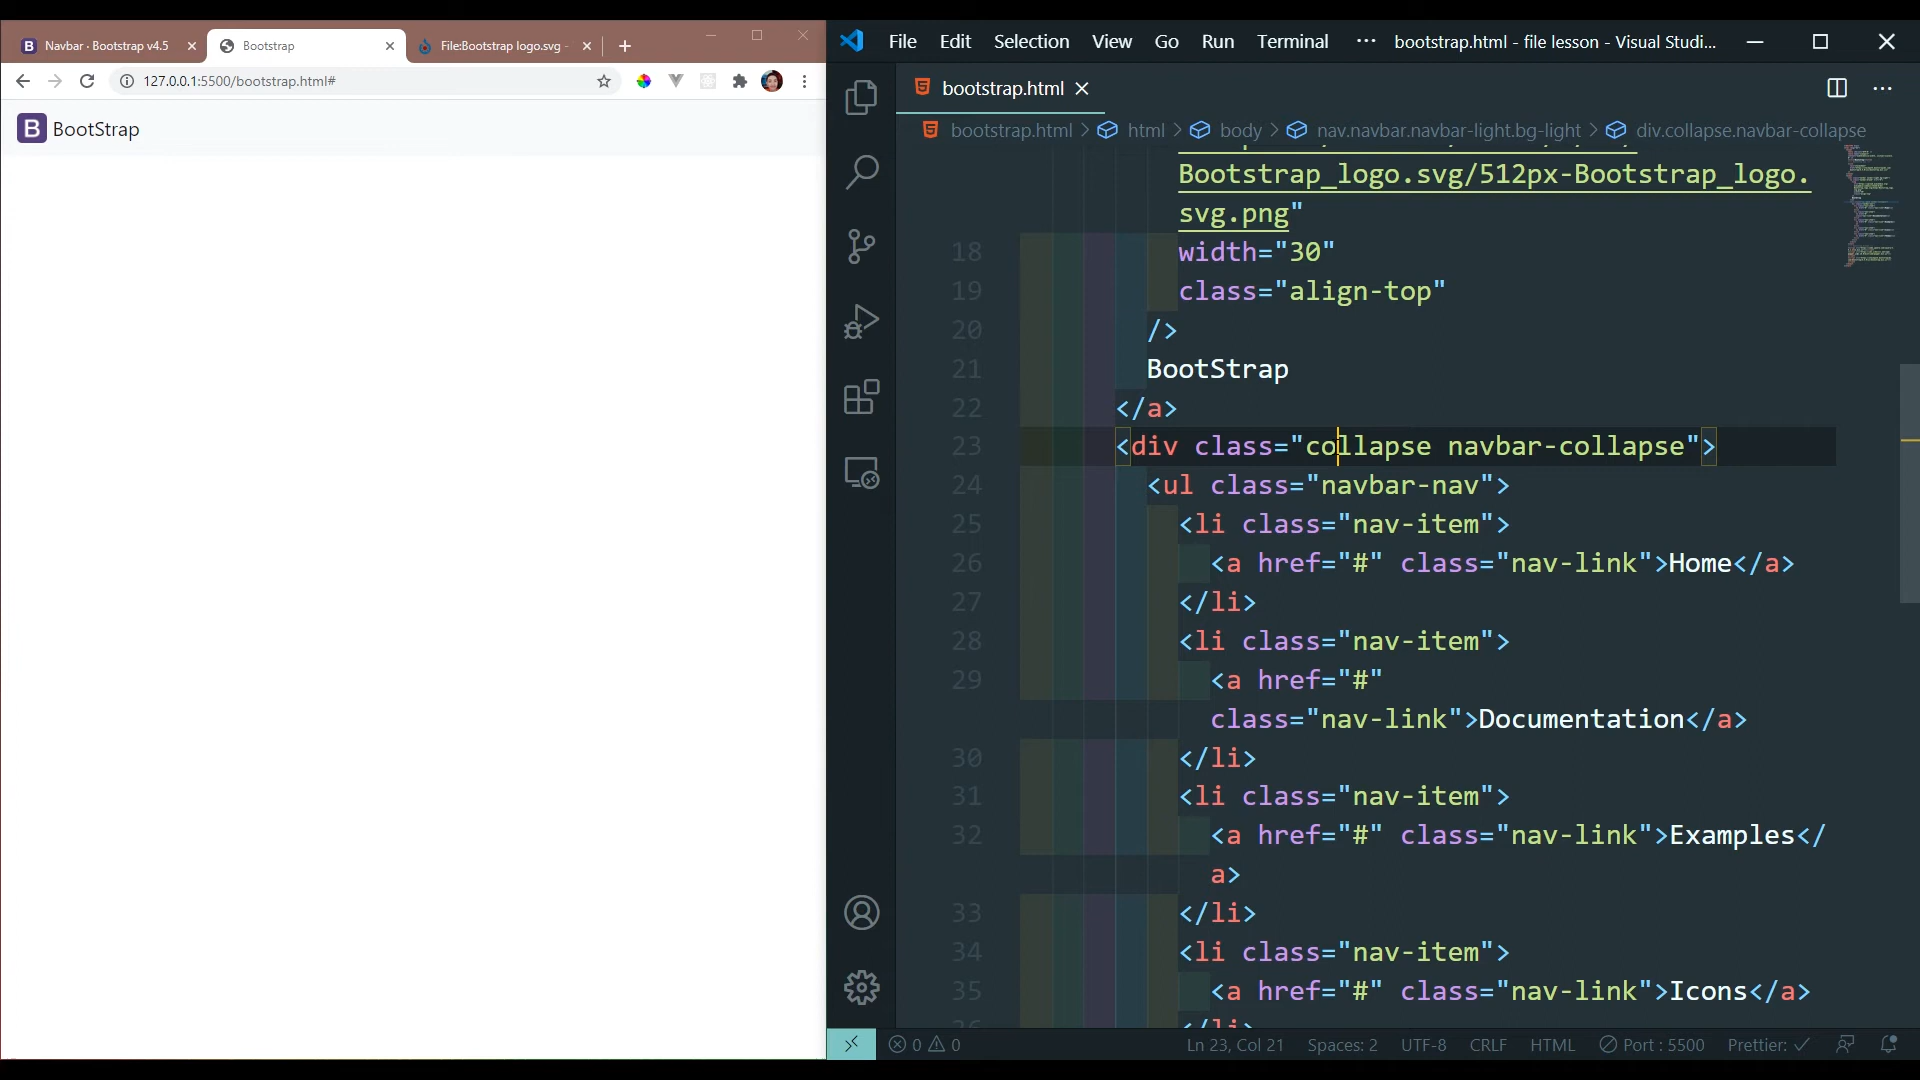 Navbar · Bootstrap v4.5
Bootstrap
File:Bootstrap logo.svg -
127.0.0.1:5500/bootstrap.html#
B BootStrap
File Edit Selection View Go Run Terminal ··· bootstrap.html - file lesson - Visual Studi...
bootstrap.html
bootstrap.html > html > body > nav.navbar.navbar-light.bg-light > div.collapse.navbar-collapse
Bootstrap_logo.svg/512px-Bootstrap_logo.
svg.png"
18 width="30"
19 class="align-top"
20 />
21 BootStrap
22 </a>
23 <div class="collapse navbar-collapse">
24 <ul class="navbar-nav">
25 <li class="nav-item">
26 <a href="#" class="nav-link">Home</a>
27 </li>
28 <li class="nav-item">
29 <a href="#"
class="nav-link">Documentation</a>
30 </li>
31 <li class="nav-item">
32 <a href="#" class="nav-link">Examples</
a>
33 </li>
34 <li class="nav-item">
35 <a href="#" class="nav-link">Icons</a>
36 </li>
0 0 Ln 23, Col 21 Spaces: 2 UTF-8 CRLF HTML Port : 5500 Prettier: ✓